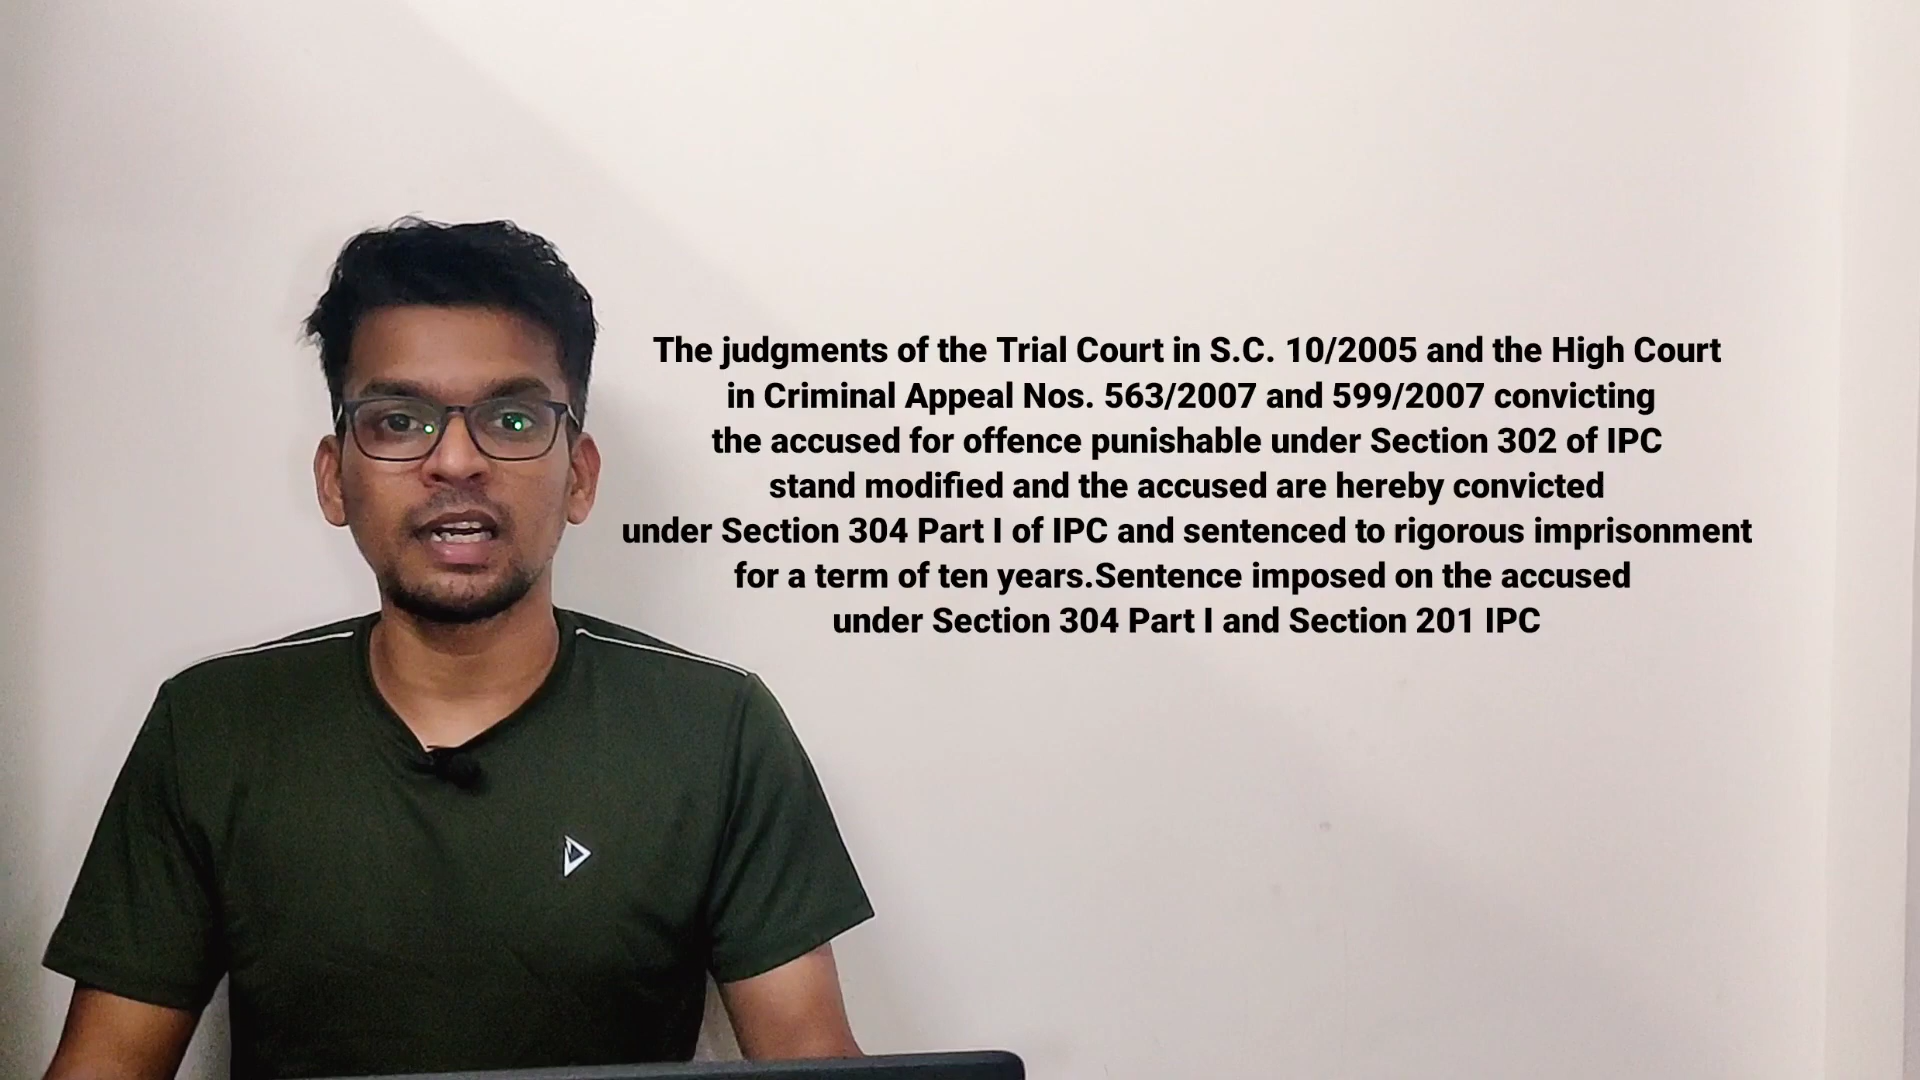 The judgments of the Trial Court in S.C. 10/2005 and the High Court
in Criminal Appeal Nos. 563/2007 and 599/2007 convicting
the accused for offence punishable under Section 302 of IPC
stand modified and the accused are hereby convicted
under Section 304 Part I of IPC and sentenced to rigorous imprisonment
for a term of ten years.Sentence imposed on the accused
under Section 304 Part I and Section 201 IPC